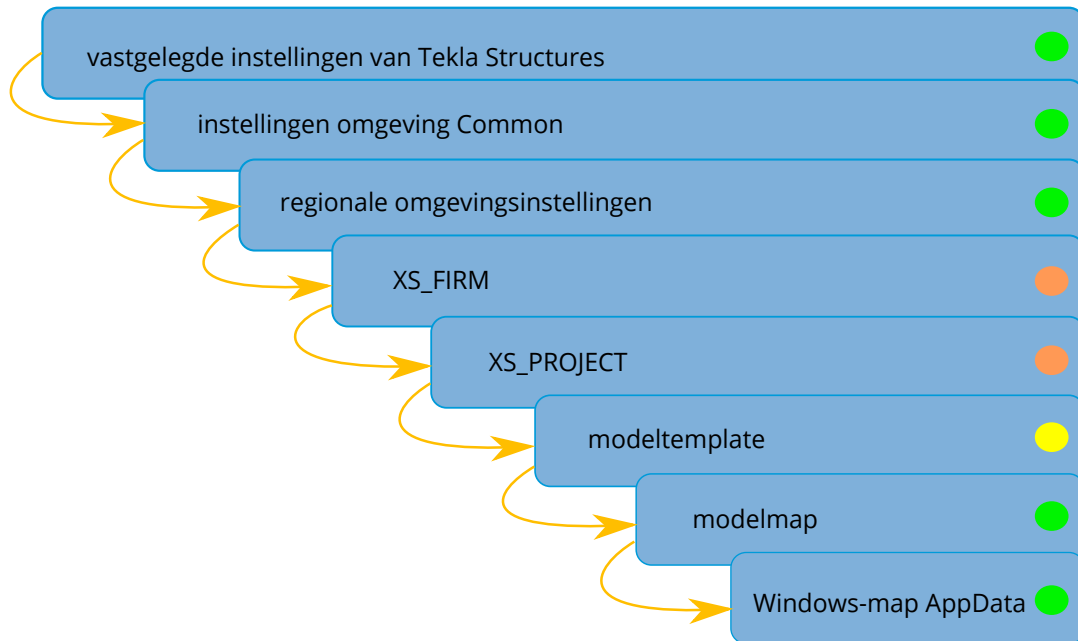 vastgelegde instellingen van Tekla Structures
instellingen omgeving Common
regionale omgevingsinstellingen
XS_FIRM
XS_PROJECT
modeltemplate
modelmap
Windows-map AppData